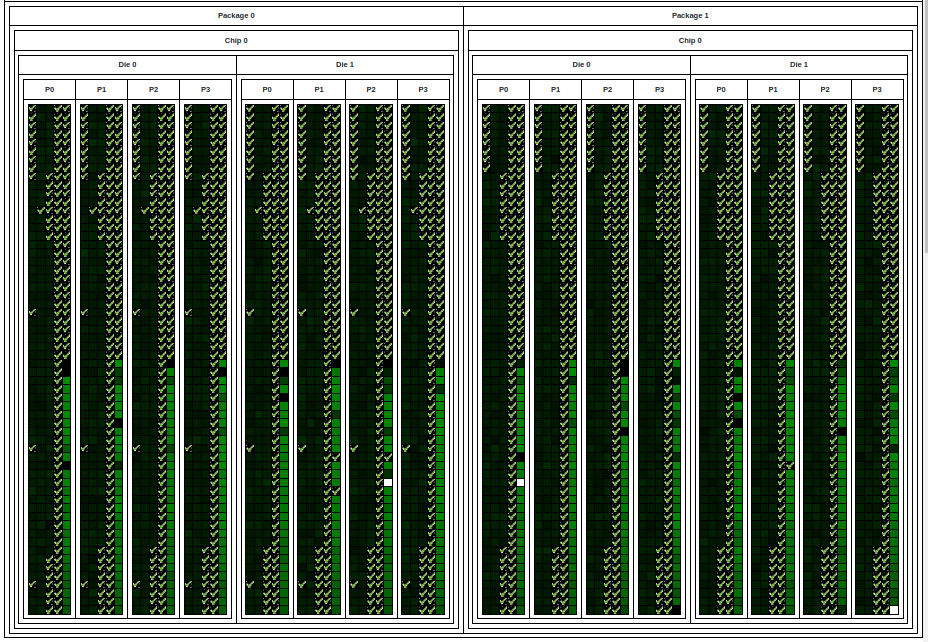 Package 0 Package 1
Chip 0 Chip 0
Die 0 Die 1 Die 0 Die 1
P0 P1 P2 P3 P0 P1 P2 P3 P0 P1 P2 P3 P0 P1 P2 P3